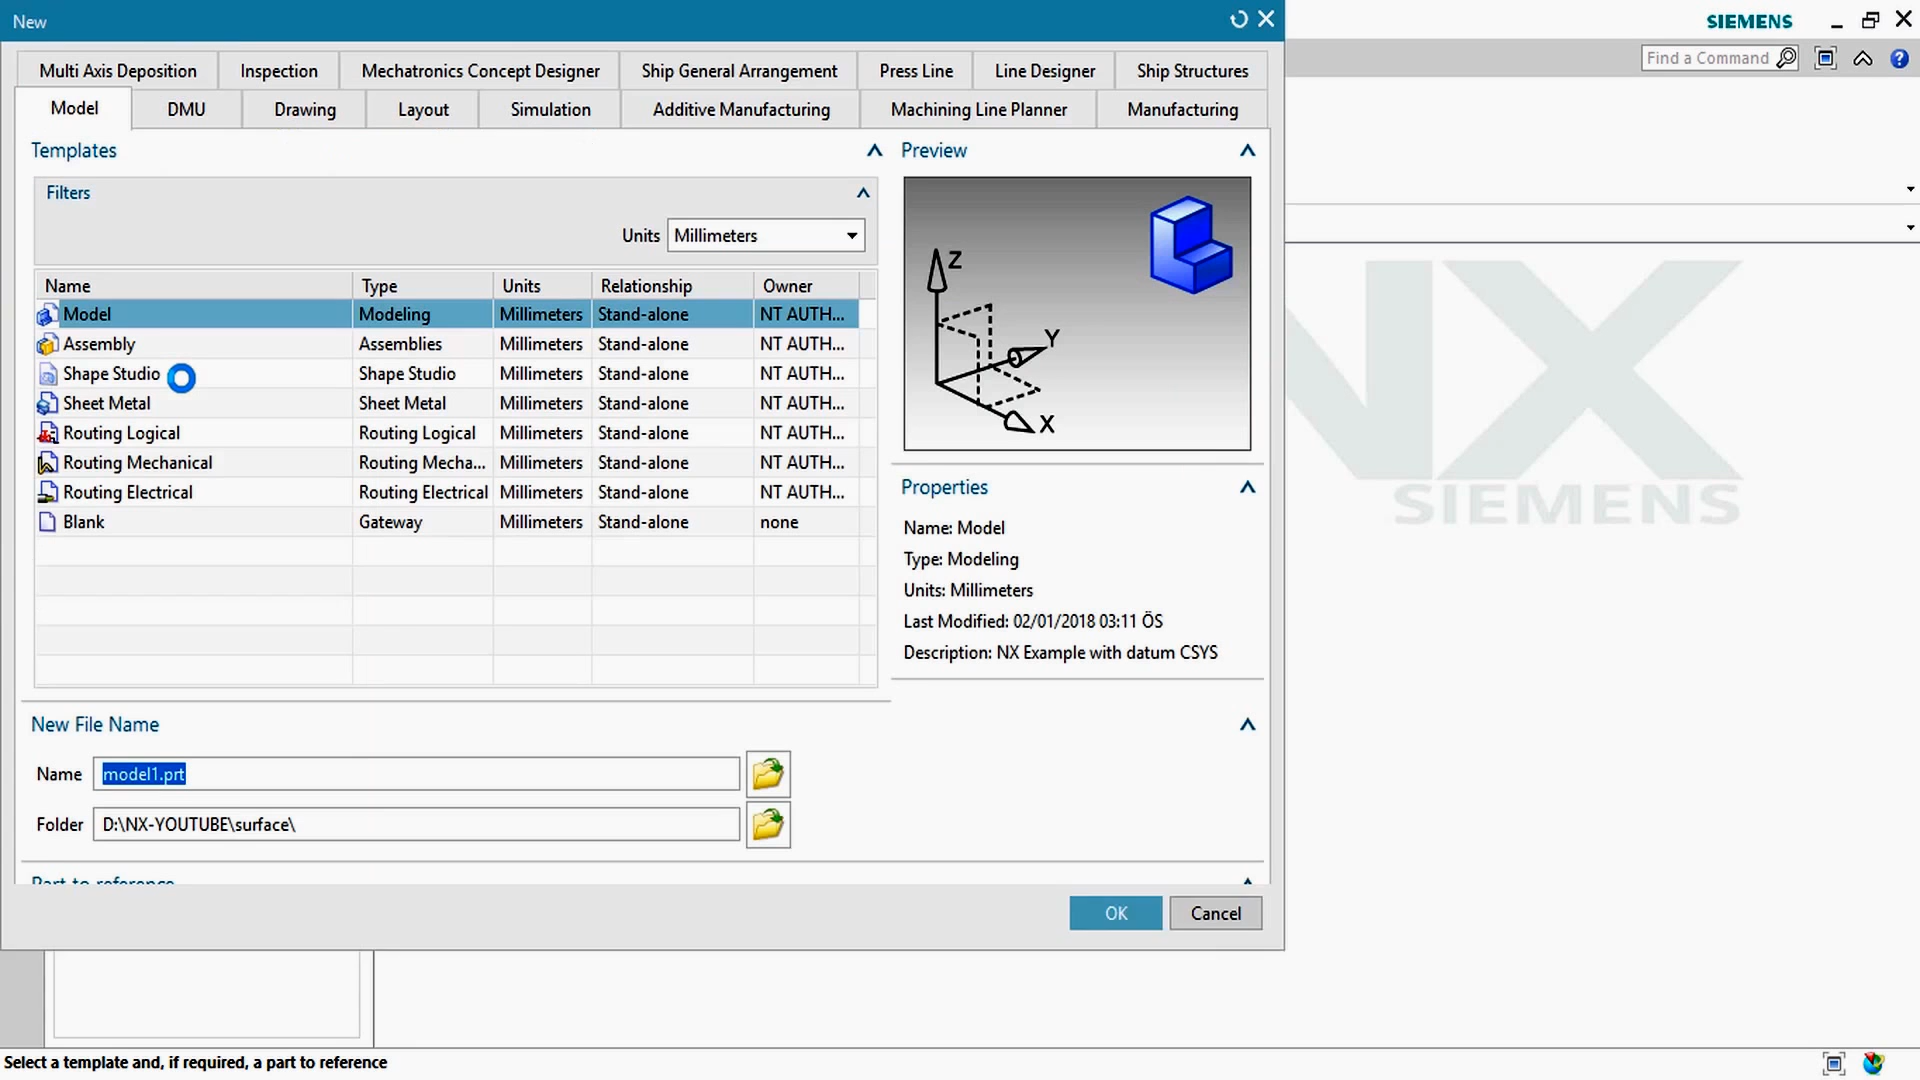 New
SIEMENS
Find a Command
Multi Axis Deposition Inspection Mechatronics Concept Designer Ship General Arrangement Press Line Line Designer Ship Structures
Model DMU Drawing Layout Simulation Additive Manufacturing Machining Line Planner Manufacturing
Templates
Filters
Units Millimeters
Name Type Units Relationship Owner
Model Modeling Millimeters Stand-alone NT AUTH...
Assembly Assemblies Millimeters Stand-alone NT AUTH...
Shape Studio Shape Studio Millimeters Stand-alone NT AUTH...
Sheet Metal Sheet Metal Millimeters Stand-alone NT AUTH...
Routing Logical Routing Logical Millimeters Stand-alone NT AUTH...
Routing Mechanical Routing Mecha... Millimeters Stand-alone NT AUTH...
Routing Electrical Routing Electrical Millimeters Stand-alone NT AUTH...
Blank Gateway Millimeters Stand-alone none
Preview
Z
Y
X
Properties
Name: Model
Type: Modeling
Units: Millimeters
Last Modified: 02/01/2018 03:11 ÖS
Description: NX Example with datum CSYS
New File Name
Name model1.prt
Folder D:\NX-YOUTUBE\surface\
Part to reference
OK Cancel
NX
SIEMENS
Select a template and, if required, a part to reference